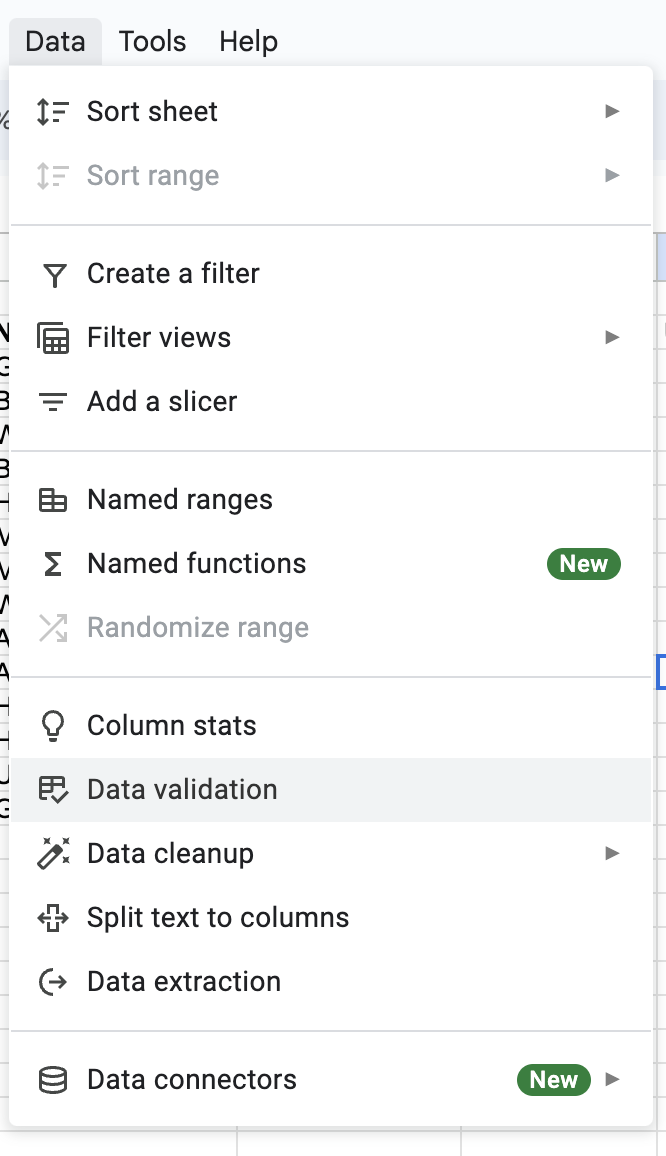 Data Tools Help
Sort sheet
Sort range
Create a filter
Filter views
Add a slicer
Named ranges
Named functions New
Randomize range
Column stats
Data validation
Data cleanup
Split text to columns
Data extraction
Data connectors New